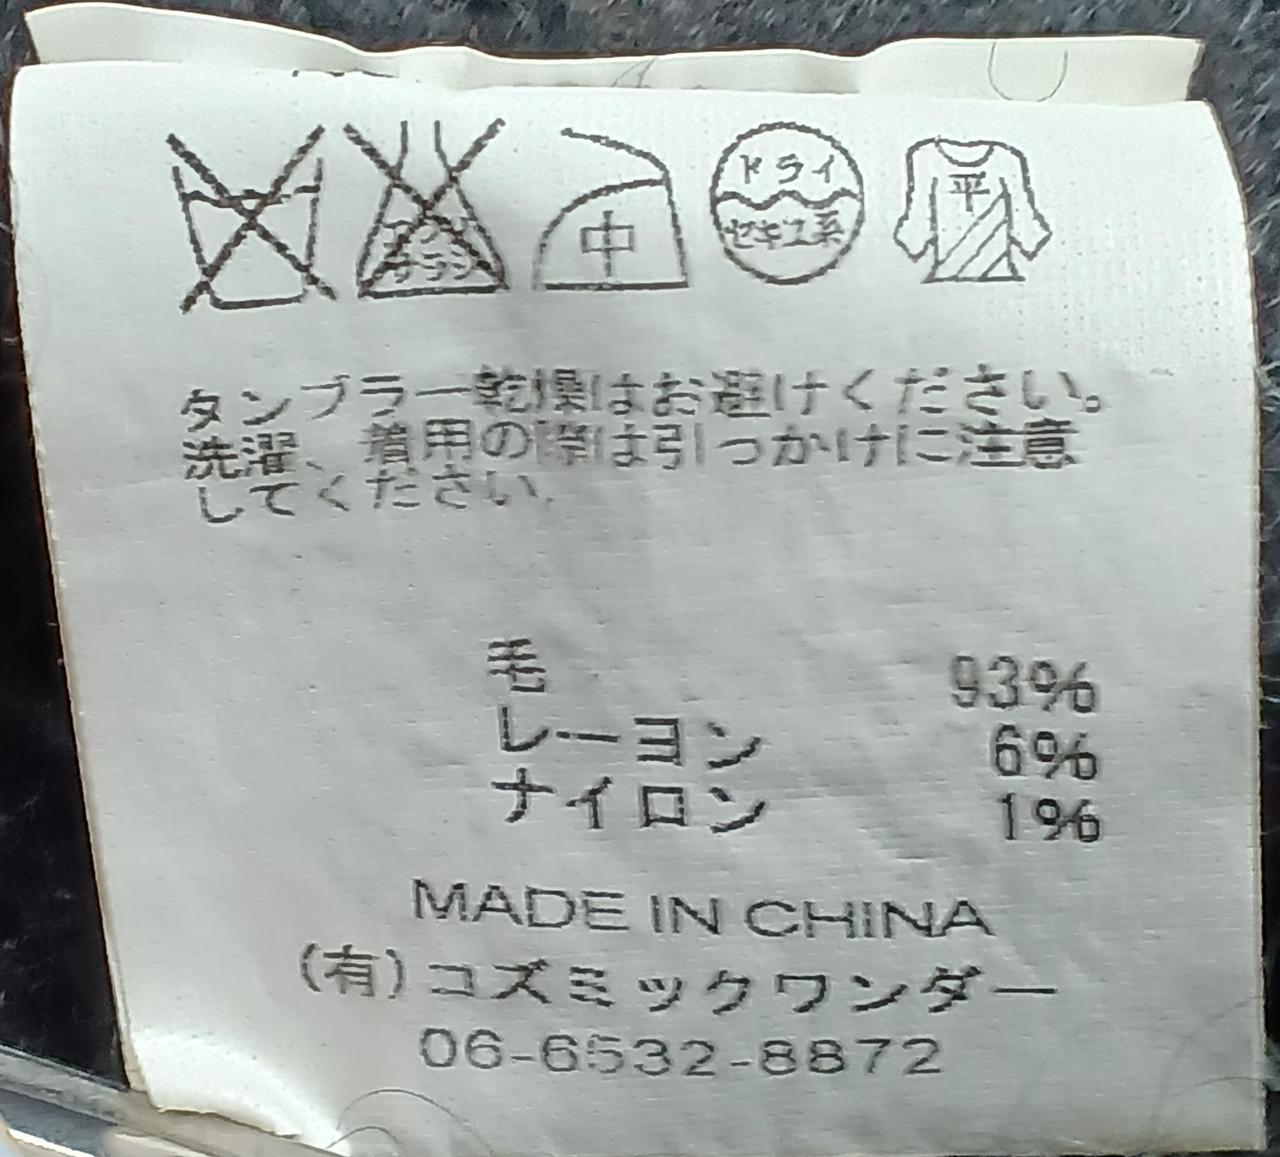 中
ドライ
セキユ系
平
タンブラー乾燥はお避けください。
洗濯、着用の際は引っかけに注意
してください。
毛 93%
レーヨン 6%
ナイロン 1%
MADE IN CHINA
(有)コズミックワンダー
06-6532-8872